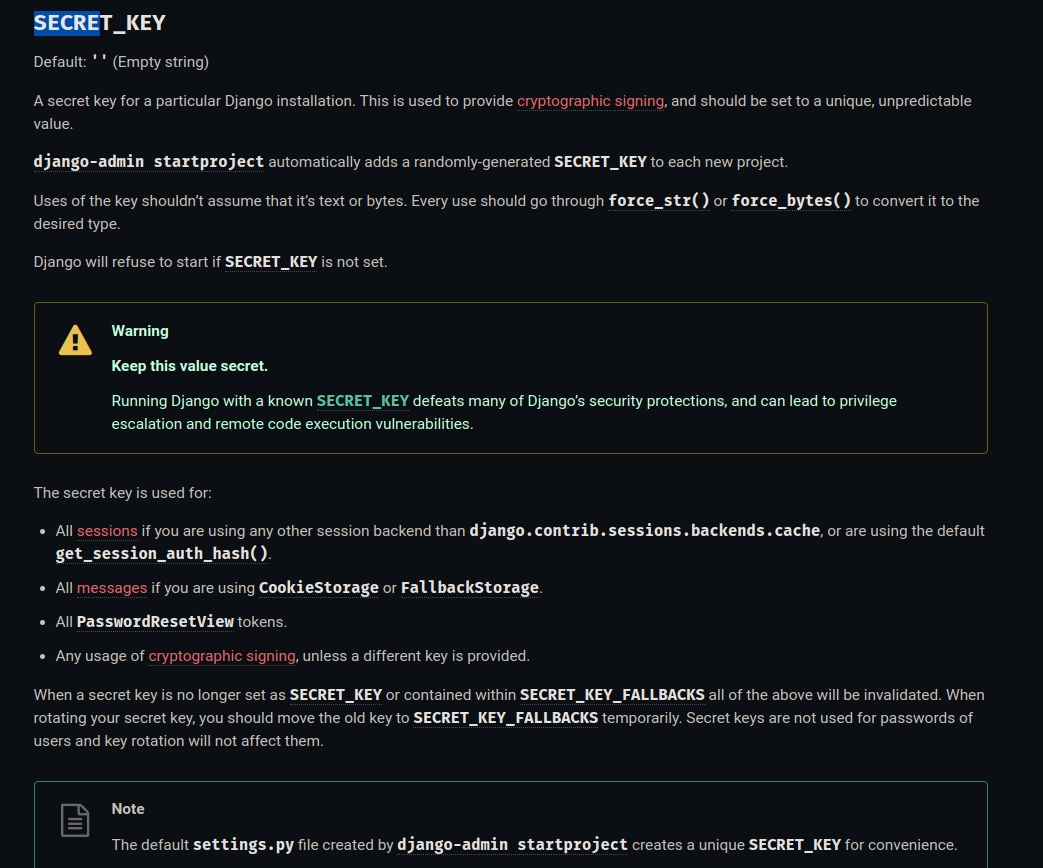 SECRET_KEY
Default: '' (Empty string)
A secret key for a particular Django installation. This is used to provide cryptographic signing, and should be set to a unique, unpredictable
value.
django-admin startproject automatically adds a randomly-generated SECRET_KEY to each new project.
Uses of the key shouldn’t assume that it’s text or bytes. Every use should go through force_str() or force_bytes() to convert it to the
desired type.
Django will refuse to start if SECRET_KEY is not set.
Warning
Keep this value secret.
Running Django with a known SECRET_KEY defeats many of Django’s security protections, and can lead to privilege
escalation and remote code execution vulnerabilities.
The secret key is used for:
• All sessions if you are using any other session backend than django.contrib.sessions.backends.cache, or are using the default
get_session_auth_hash().
• All messages if you are using CookieStorage or FallbackStorage.
• All PasswordResetView tokens.
• Any usage of cryptographic signing, unless a different key is provided.
When a secret key is no longer set as SECRET_KEY or contained within SECRET_KEY_FALLBACKS all of the above will be invalidated. When
rotating your secret key, you should move the old key to SECRET_KEY_FALLBACKS temporarily. Secret keys are not used for passwords of
users and key rotation will not affect them.
Note
The default settings.py file created by django-admin startproject creates a unique SECRET_KEY for convenience.